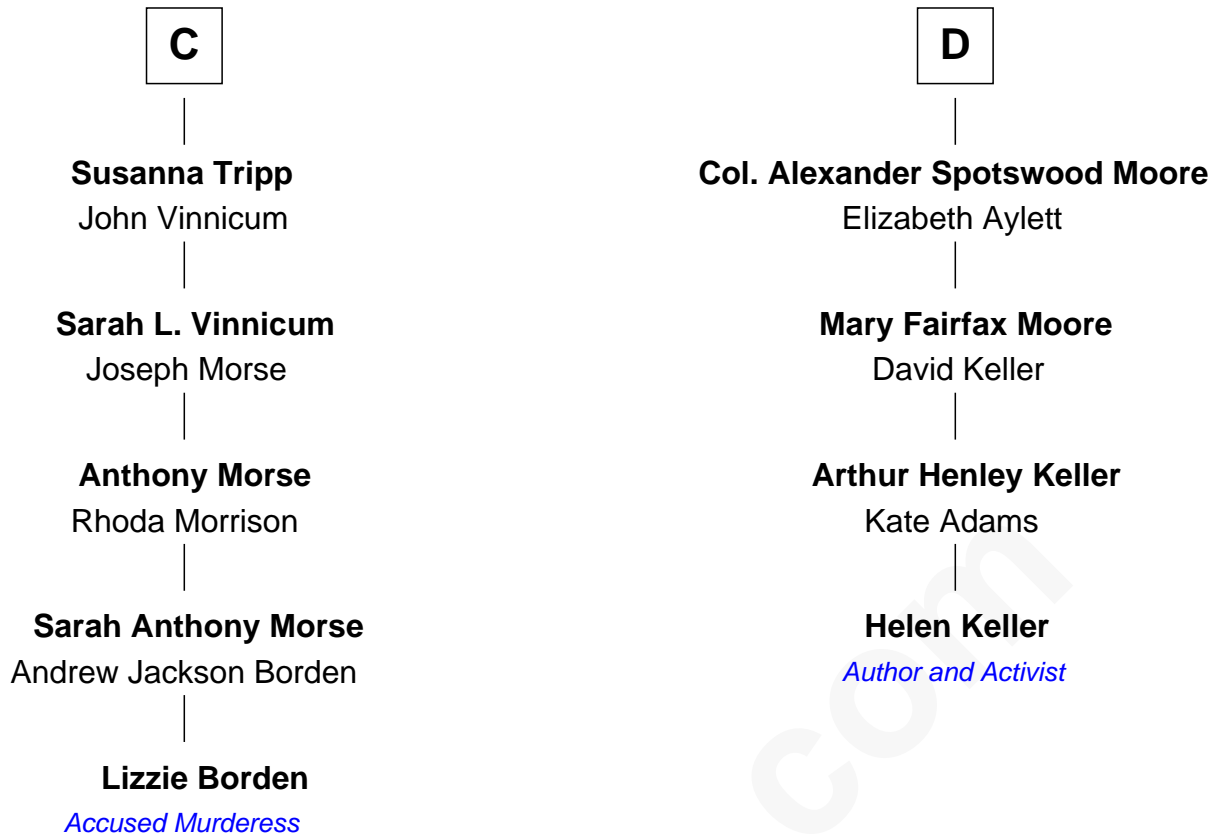 C
Susanna Tripp
John Vinnicum
Sarah L. Vinnicum
Joseph Morse
Anthony Morse
Rhoda Morrison
Sarah Anthony Morse
Andrew Jackson Borden
Lizzie Borden
Accused Murderess
D
Col. Alexander Spotswood Moore
Elizabeth Aylett
Mary Fairfax Moore
David Keller
Arthur Henley Keller
Kate Adams
Helen Keller
Author and Activist
com